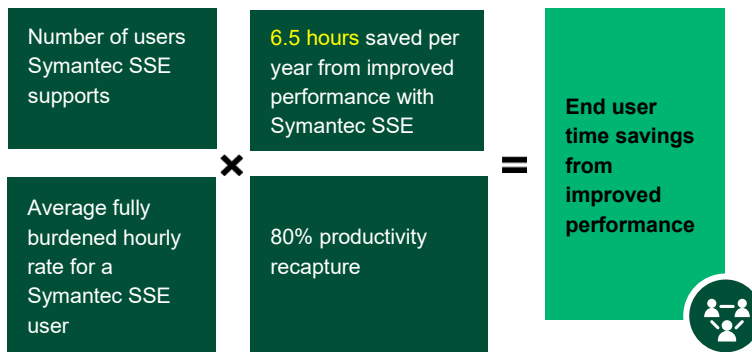 Number of users
Symantec SSE
supports
6.5 hours saved per
year from improved
performance with
Symantec SSE
×
=
End user
time savings
from
improved
performance
Average fully
burdened hourly
rate for a
Symantec SSE
user
80% productivity
recapture